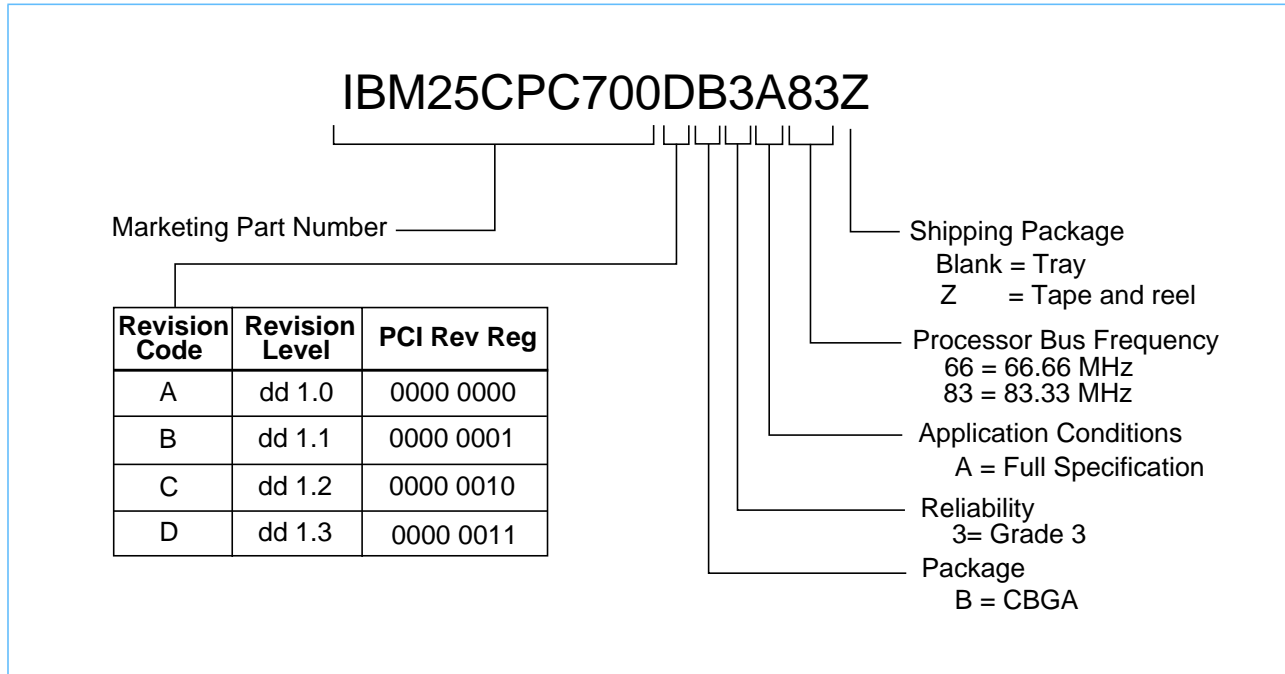 IBM25CPC700DB3A83Z
Marketing Part Number
Revision Code Revision Level PCI Rev Reg
A dd 1.0 0000 0000
B dd 1.1 0000 0001
C dd 1.2 0000 0010
D dd 1.3 0000 0011
Shipping Package
Blank = Tray
Z = Tape and reel
Processor Bus Frequency
66 = 66.66 MHz
83 = 83.33 MHz
Application Conditions
A = Full Specification
Reliability
3= Grade 3
Package
B = CBGA